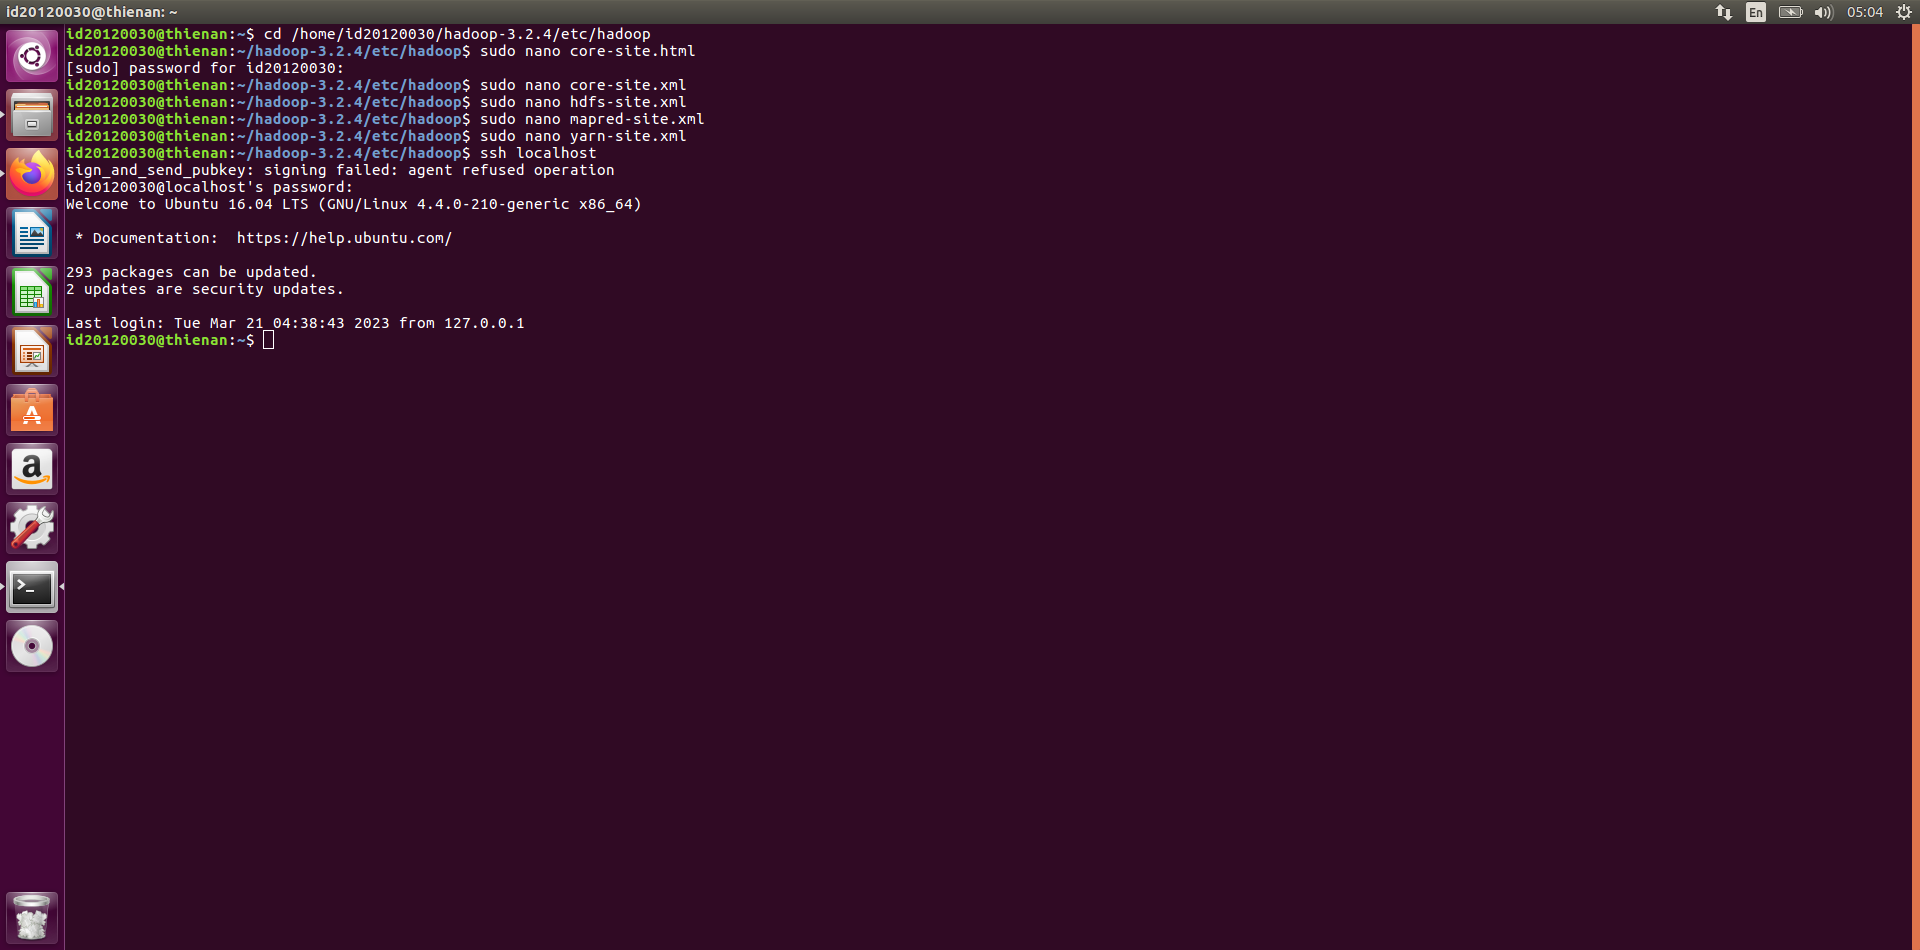 id20120030@thienan: ~
En
05:04
id20120030@thienan:~$ cd /home/id20120030/hadoop-3.2.4/etc/hadoop
id20120030@thienan:~/hadoop-3.2.4/etc/hadoop$ sudo nano core-site.html
[sudo] password for id20120030:
id20120030@thienan:~/hadoop-3.2.4/etc/hadoop$ sudo nano core-site.xml
id20120030@thienan:~/hadoop-3.2.4/etc/hadoop$ sudo nano hdfs-site.xml
id20120030@thienan:~/hadoop-3.2.4/etc/hadoop$ sudo nano mapred-site.xml
id20120030@thienan:~/hadoop-3.2.4/etc/hadoop$ sudo nano yarn-site.xml
id20120030@thienan:~/hadoop-3.2.4/etc/hadoop$ ssh localhost
sign_and_send_pubkey: signing failed: agent refused operation
id20120030@localhost's password:
Welcome to Ubuntu 16.04 LTS (GNU/Linux 4.4.0-210-generic x86_64)
 * Documentation:  https://help.ubuntu.com/
293 packages can be updated.
2 updates are security updates.
Last login: Tue Mar 21 04:38:43 2023 from 127.0.0.1
id20120030@thienan:~$